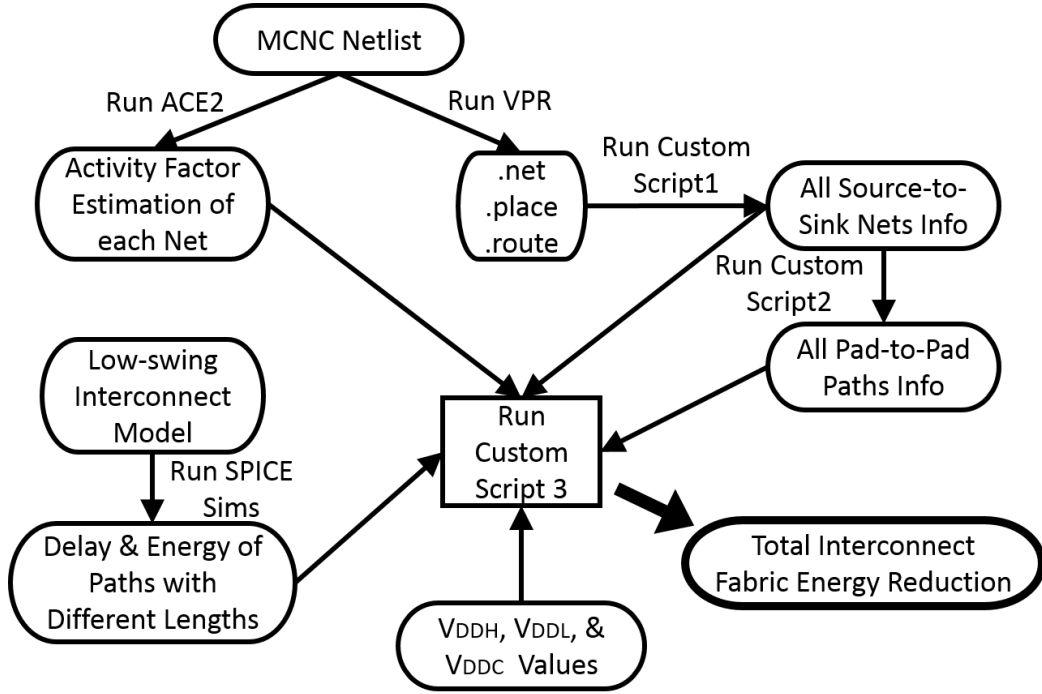 MCNC Netlist
Run ACE2
Run VPR
Activity Factor
Estimation of
each Net
.net
.place
.route
Run Custom
Script1
All Source-to-
Sink Nets Info
Run Custom
Script2
All Pad-to-Pad
Paths Info
Low-swing
Interconnect
Model
Run SPICE
Sims
Run
Custom
Script 3
Delay & Energy of
Paths with
Different Lengths
Total Interconnect
Fabric Energy Reduction
VDDH, VDDL, &
VDDC Values